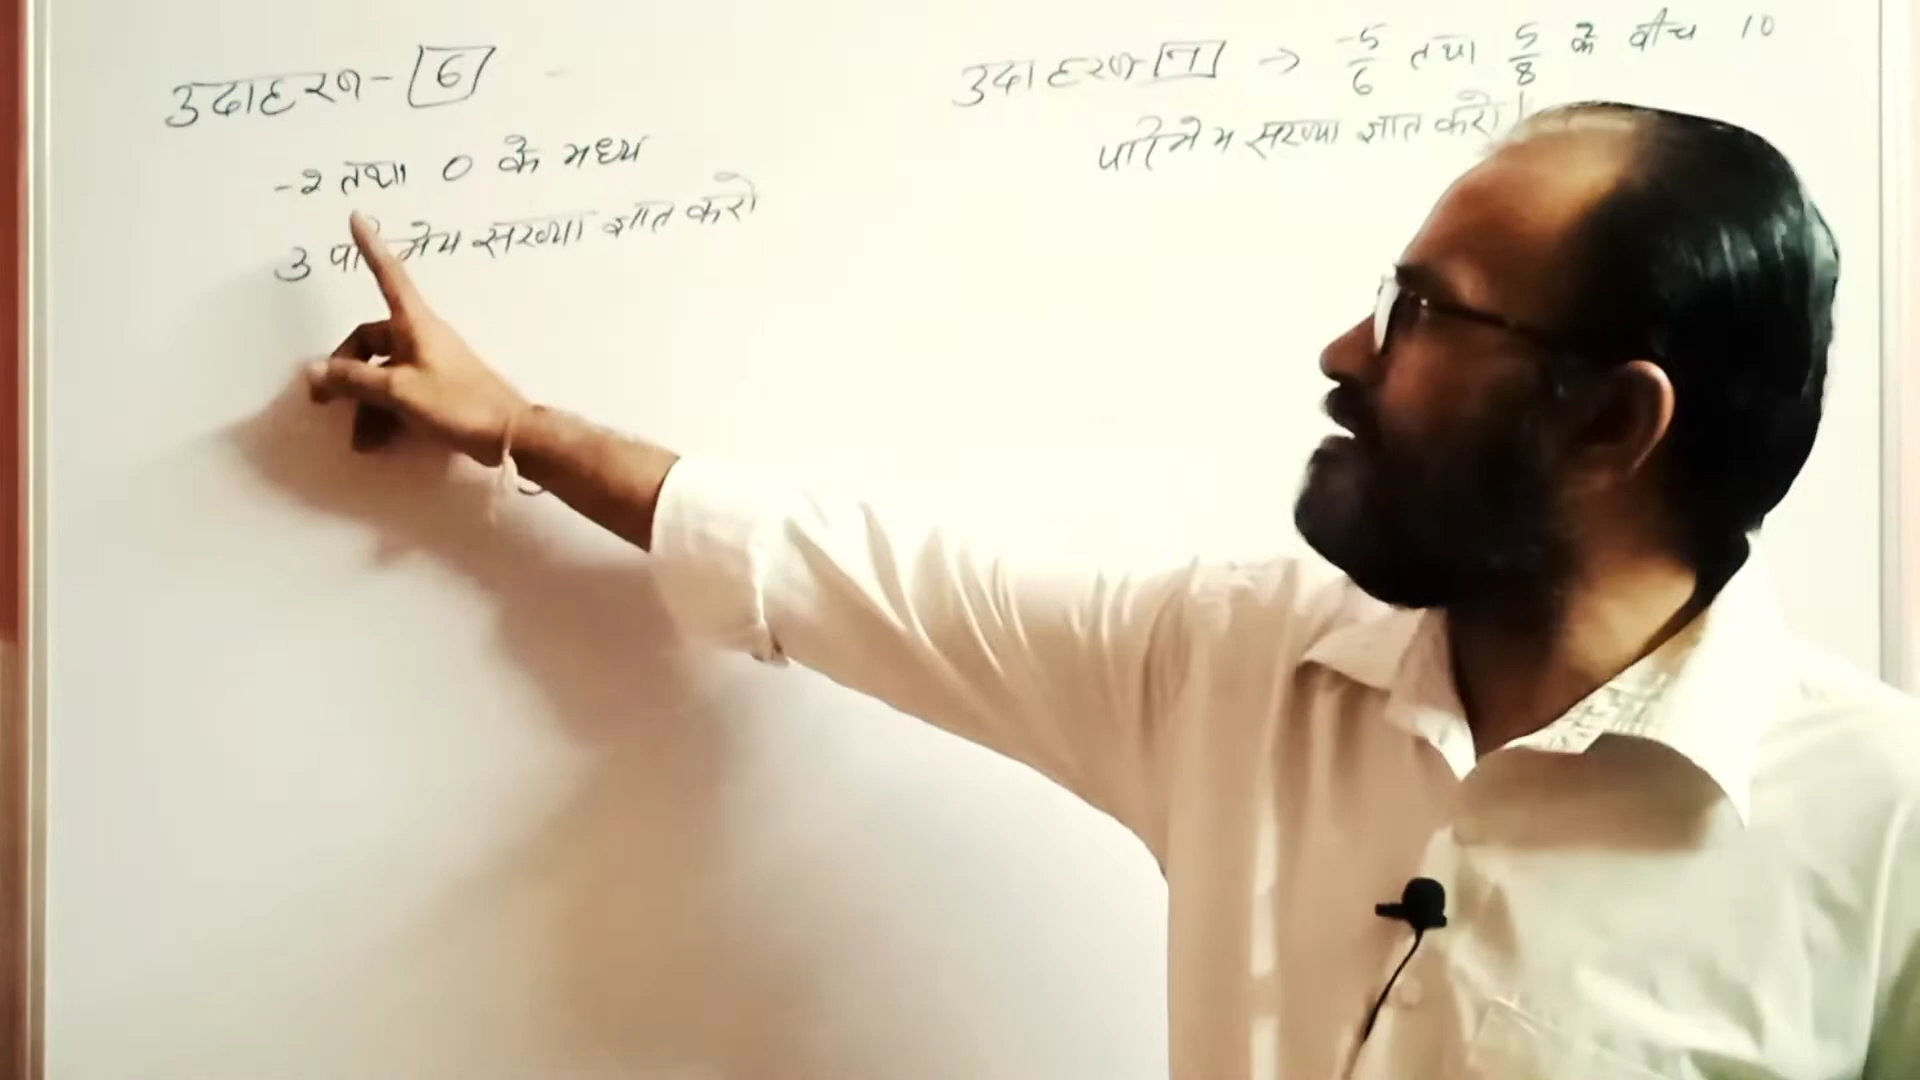 उदाहरण - 6
-2 तथा 0 के मध्य
3 परिमेय संख्या ज्ञात करो
उदाहरण 7 → -5/6 तथा 5/8 के बीच 10
परिमेय संख्या ज्ञात करो।